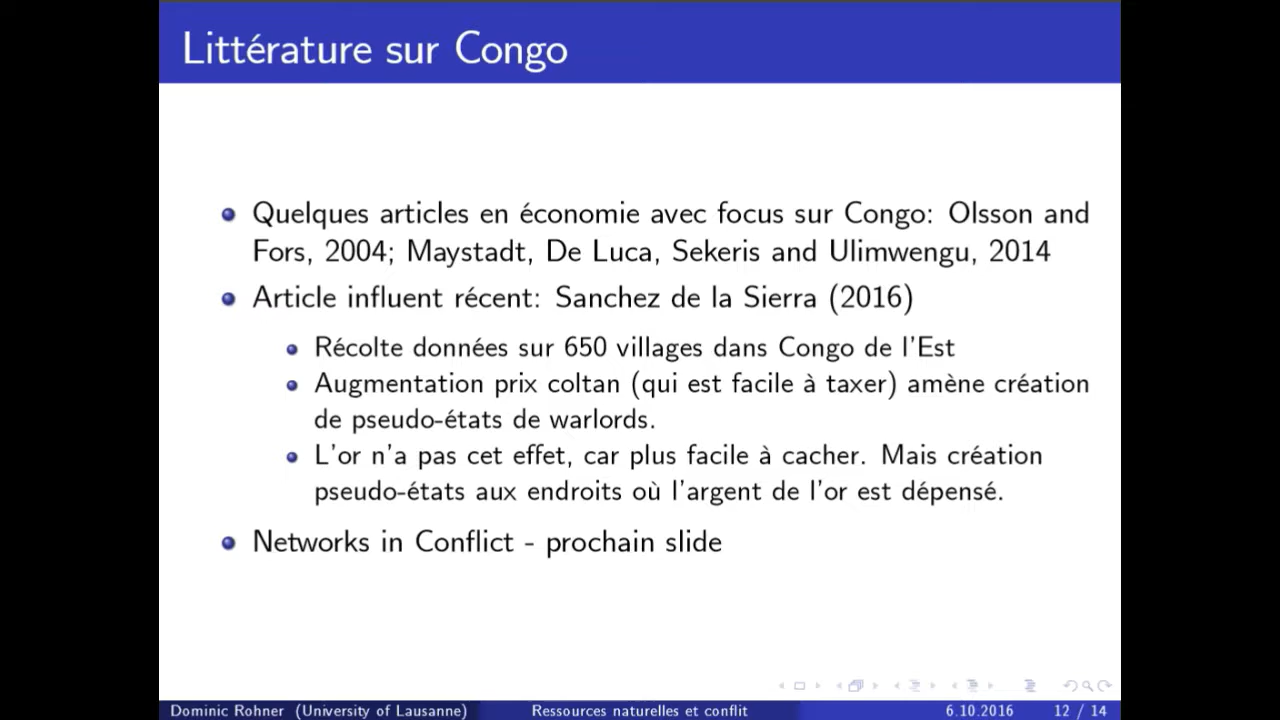 Littérature sur Congo
Quelques articles en économie avec focus sur Congo: Olsson and
Fors, 2004; Maystadt, De Luca, Sekeris and Ulimwengu, 2014
Article influent récent: Sanchez de la Sierra (2016)
Récolte données sur 650 villages dans Congo de l'Est
Augmentation prix coltan (qui est facile à taxer) amène création
de pseudo-états de warlords.
L'or n'a pas cet effet, car plus facile à cacher. Mais création
pseudo-états aux endroits où l'argent de l'or est dépensé.
Networks in Conflict - prochain slide
Dominic Rohner (University of Lausanne) Ressources naturelles et conflit 6.10.2016 12 / 14